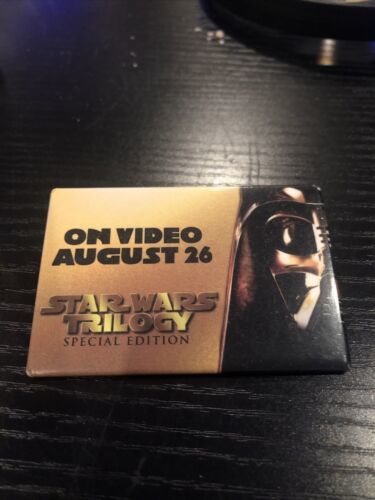 ON VIDEO
AUGUST 26
STAR WARS
TRILOGY
SPECIAL EDITION